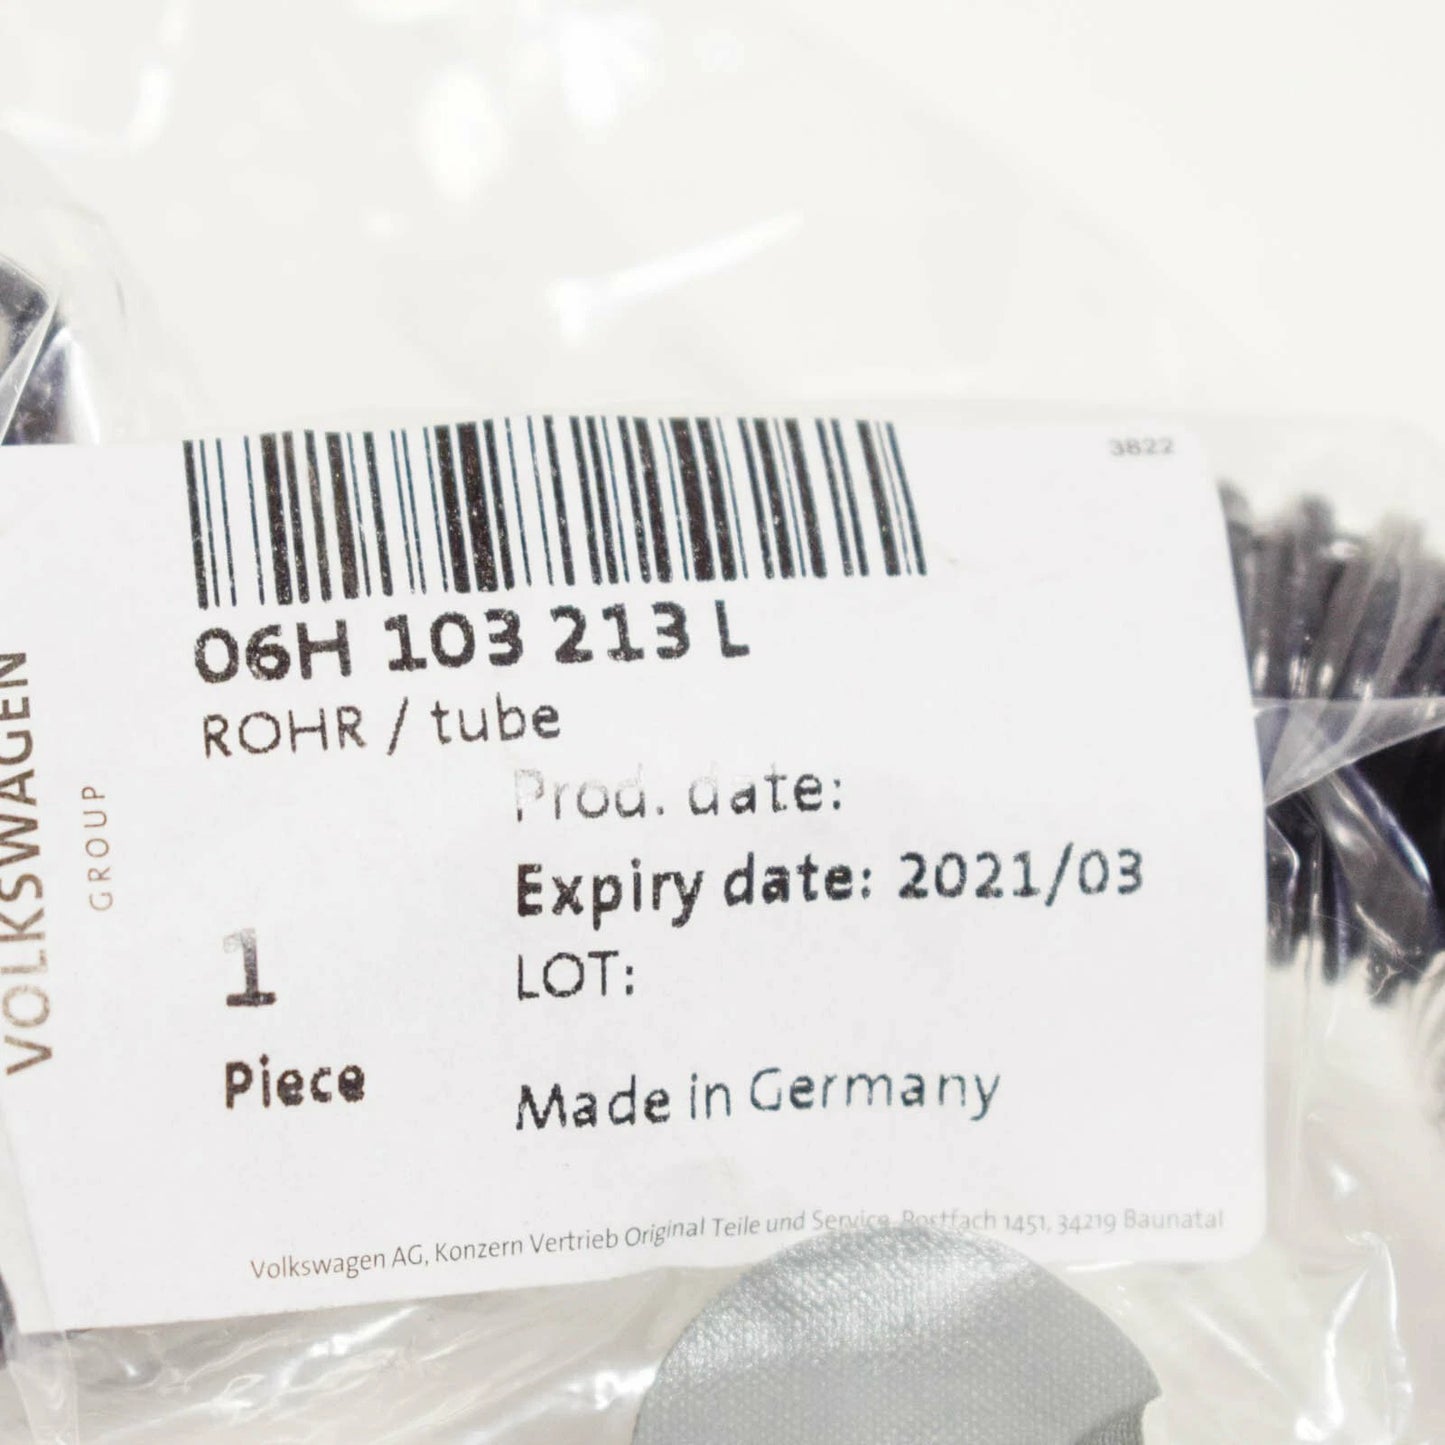 3822
06H 103 213 L
ROHR / tube
Prod. date:
Expiry date: 2021/03
LOT:
1
Piece
Made in Germany
Volkswagen AG, Konzern Vertrieb Original Teile und Service, Postfach 1451, 34219 Baunatal
VOLKSWAGEN
GROUP